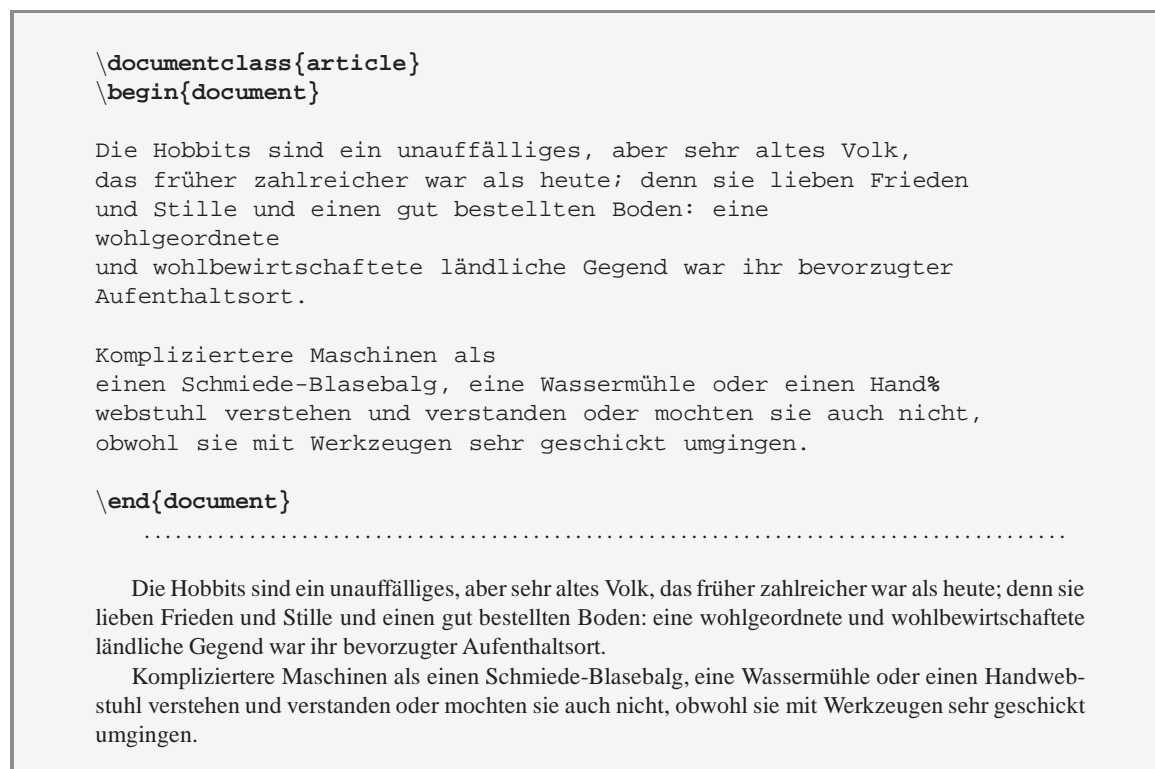 \documentclass{article}
\begin{document}
Die Hobbits sind ein unauffälliges, aber sehr altes Volk,
das früher zahlreicher war als heute; denn sie lieben Frieden
und Stille und einen gut bestellten Boden: eine
wohlgeordnete
und wohlbewirtschaftete ländliche Gegend war ihr bevorzugter
Aufenthaltsort.
Kompliziertere Maschinen als
einen Schmiede-Blasebalg, eine Wassermühle oder einen Hand%
webstuhl verstehen und verstanden oder mochten sie auch nicht,
obwohl sie mit Werkzeugen sehr geschickt umgingen.
\end{document}
Die Hobbits sind ein unauffälliges, aber sehr altes Volk, das früher zahlreicher war als heute; denn sie
lieben Frieden und Stille und einen gut bestellten Boden: eine wohlgeordnete und wohlbewirtschaftete
ländliche Gegend war ihr bevorzugter Aufenthaltsort.
Kompliziertere Maschinen als einen Schmiede-Blasebalg, eine Wassermühle oder einen Handweb-
stuhl verstehen und verstanden oder mochten sie auch nicht, obwohl sie mit Werkzeugen sehr geschickt
umgingen.